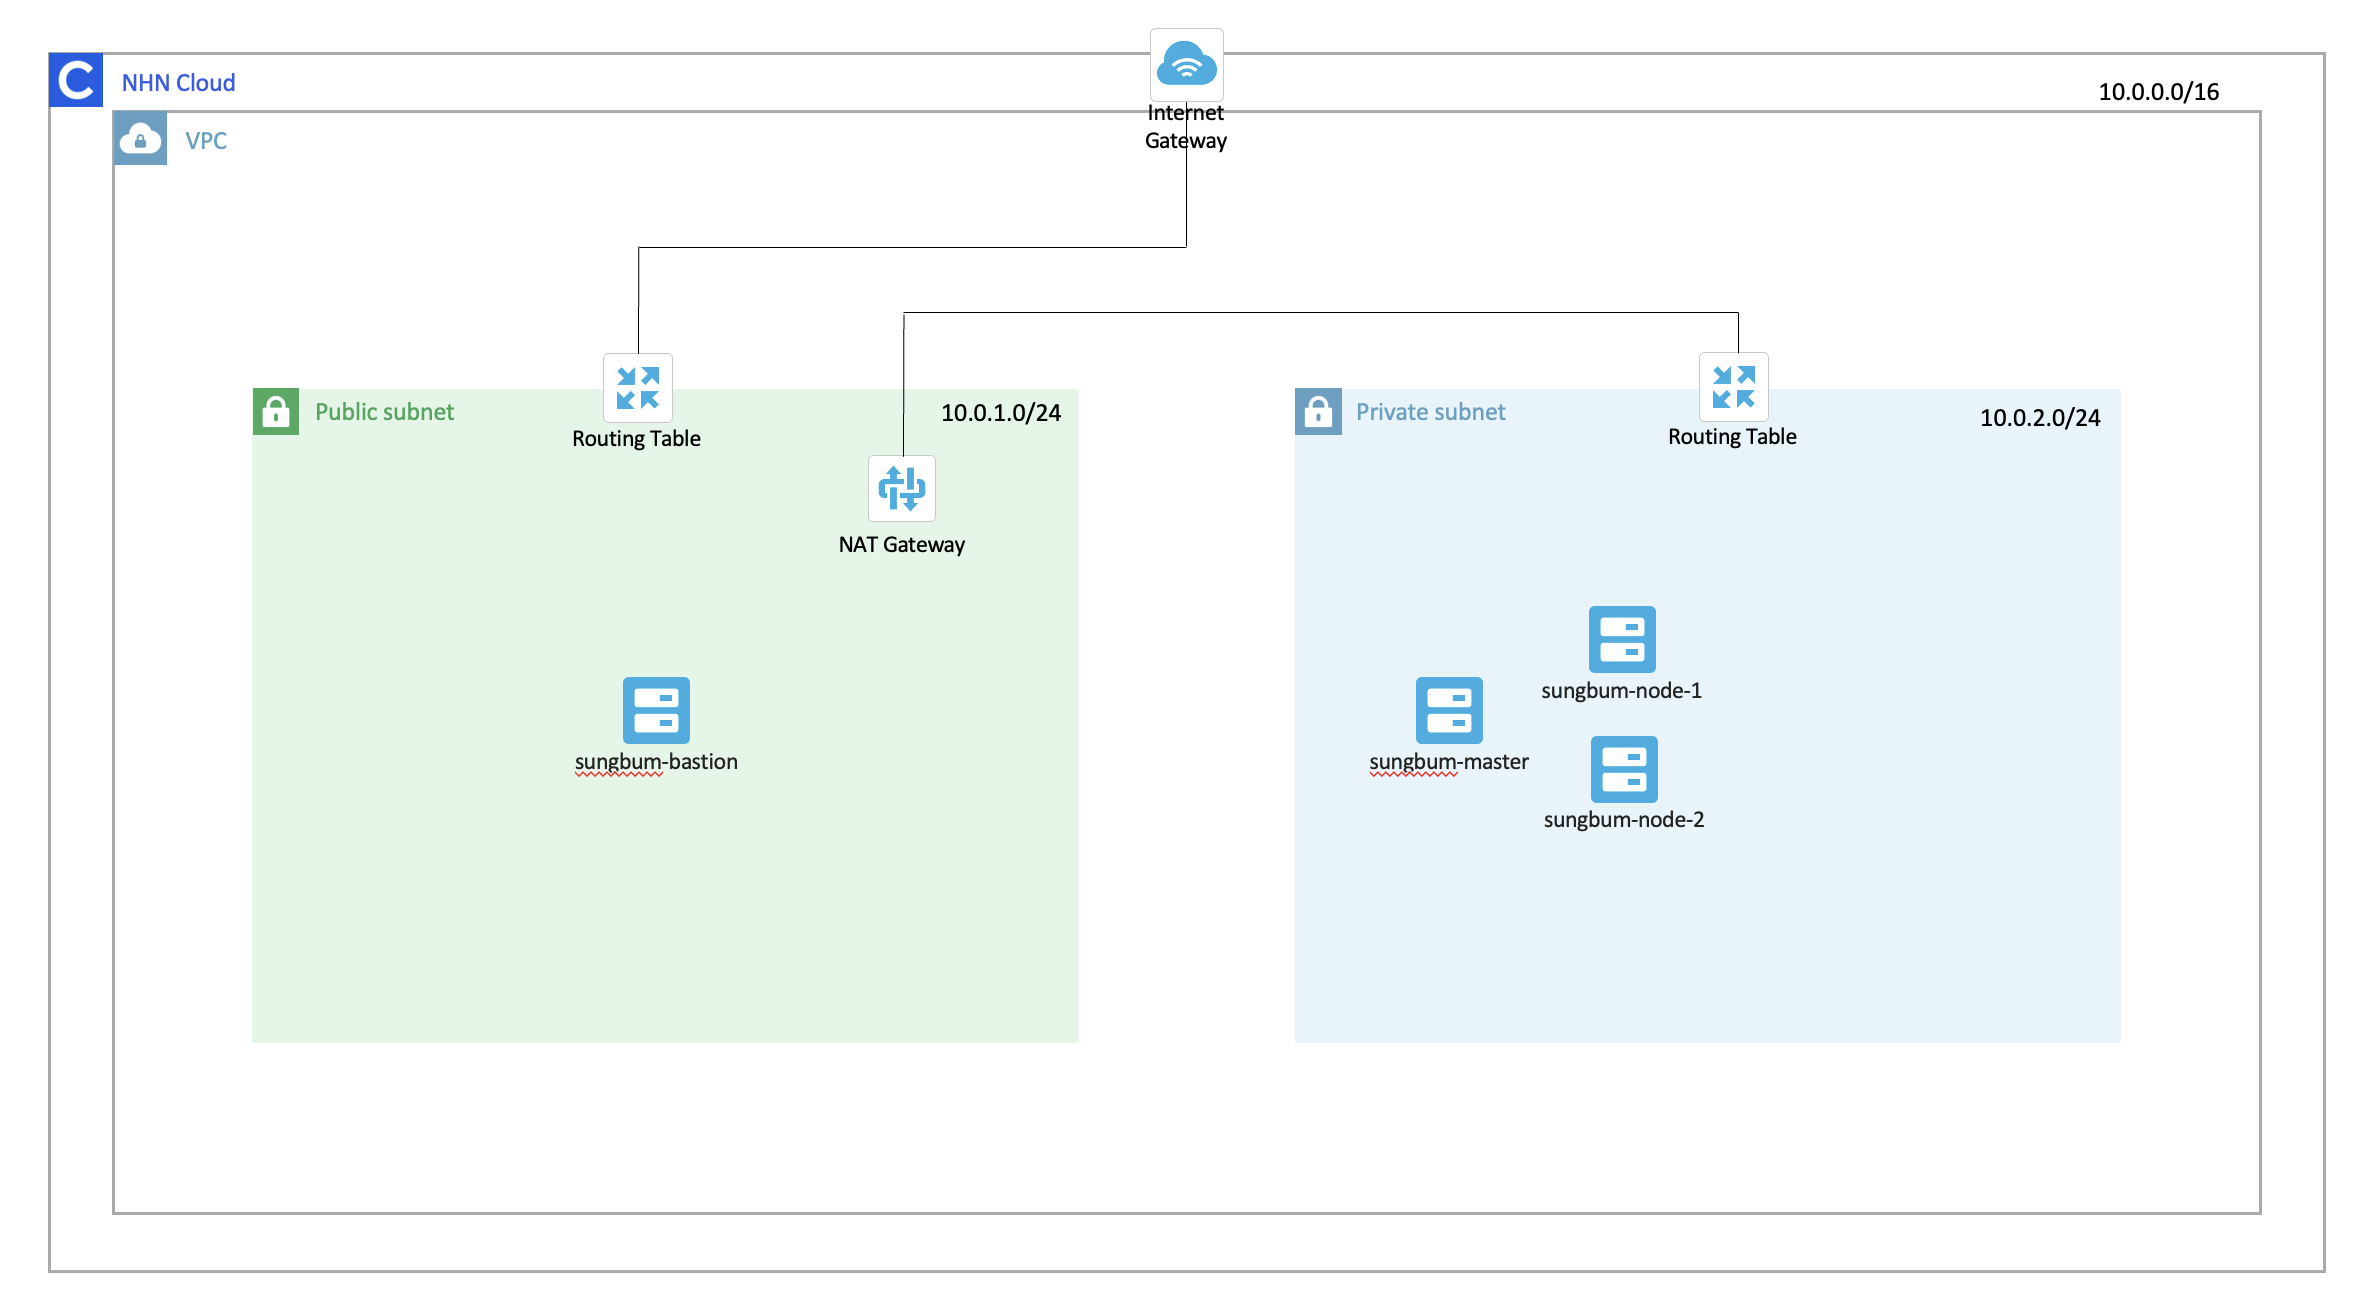 NHN Cloud
10.0.0.0/16
Internet
Gateway
VPC
Public subnet
Routing Table
10.0.1.0/24
NAT Gateway
sungbum-bastion
Private subnet
Routing Table
10.0.2.0/24
sungbum-node-1
sungbum-master
sungbum-node-2